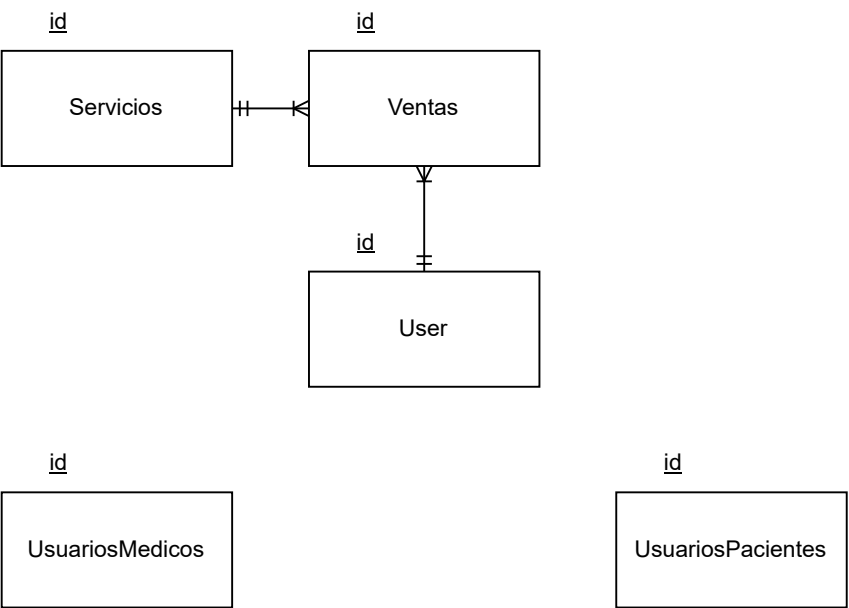 id
id
Servicios
Ventas
id
User
id
id
UsuariosMedicos
UsuariosPacientes